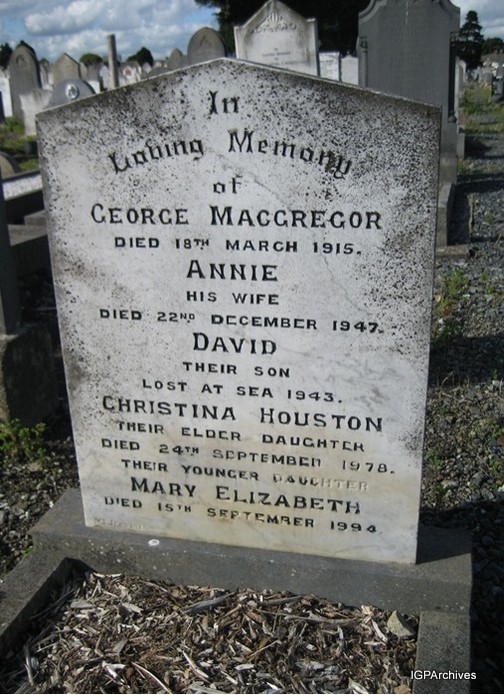 In
Loving Memory
of
GEORGE MACGREGOR
DIED 18TH MARCH 1915.
ANNIE
HIS WIFE
DIED 22ND DECEMBER 1947.
DAVID
THEIR SON
LOST AT SEA 1943.
CHRISTINA HOUSTON
THEIR ELDER DAUGHTER
DIED 24TH SEPTEMBER 1978.
THEIR YOUNGER DAUGHTER
MARY ELIZABETH
DIED 15TH SEPTEMBER 1994
IGPArchives